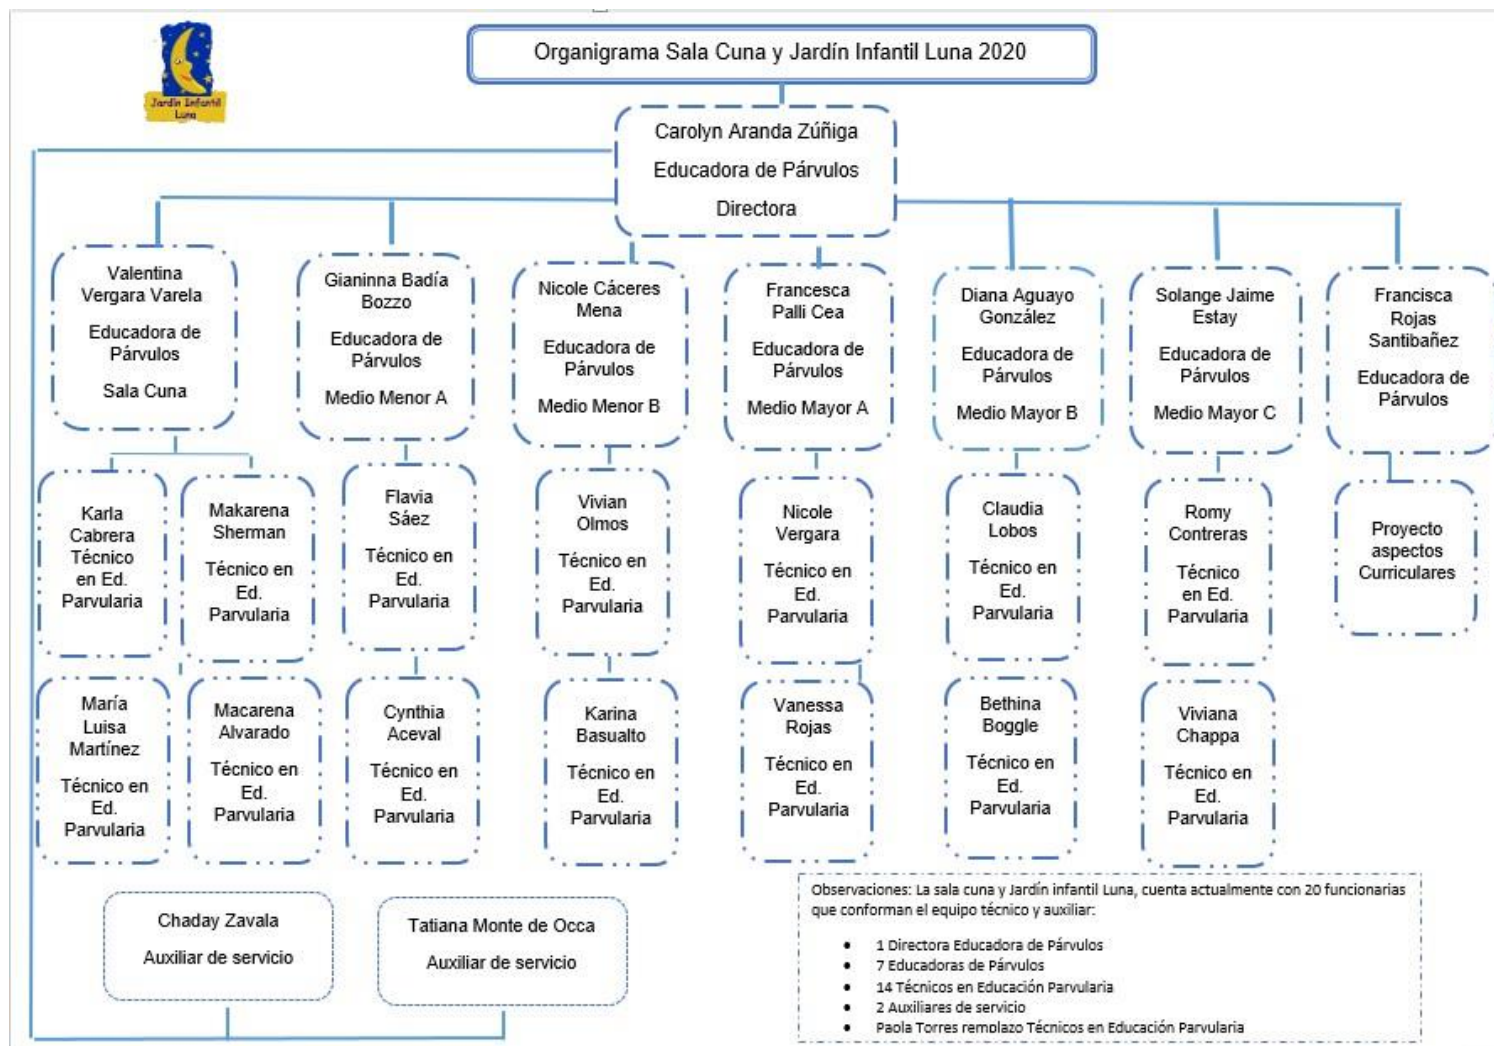 Jardín Infantil
Luna
Organigrama Sala Cuna y Jardín Infantil Luna 2020
Carolyn Aranda Zúñiga
Educadora de Párvulos
Directora
Valentina
Vergara Varela
Educadora de
Párvulos
Sala Cuna
Gianinna Badía
Bozzo
Educadora de
Párvulos
Medio Menor A
Nicole Cáceres
Mena
Educadora de
Párvulos
Medio Menor B
Francesca
Palli Cea
Educadora de
Párvulos
Medio Mayor A
Diana Aguayo
González
Educadora de
Párvulos
Medio Mayor B
Solange Jaime
Estay
Educadora de
Párvulos
Medio Mayor C
Francisca
Rojas
Santibañez
Educadora de
Párvulos
Karla
Cabrera
Técnico
en Ed.
Parvularia
Makarena
Sherman
Técnico en
Ed.
Parvularia
Flavia
Sáez
Técnico en
Ed.
Parvularia
Vivian
Olmos
Técnico en
Ed.
Parvularia
Nicole
Vergara
Técnico en
Ed.
Parvularia
Claudia
Lobos
Técnico en
Ed.
Parvularia
Romy
Contreras
Técnico
en Ed.
Parvularia
Proyecto
aspectos
Curriculares
María
Luisa
Martínez
Técnico en
Ed.
Parvularia
Macarena
Alvarado
Técnico en
Ed.
Parvularia
Cynthia
Aceval
Técnico en
Ed.
Parvularia
Karina
Basualto
Técnico en
Ed.
Parvularia
Vanessa
Rojas
Técnico en
Ed.
Parvularia
Bethina
Boggle
Técnico en
Ed.
Parvularia
Viviana
Chappa
Técnico en
Ed.
Parvularia
Chaday Zavala
Auxiliar de servicio
Tatiana Monte de Occa
Auxiliar de servicio
Observaciones: La sala cuna y Jardín infantil Luna, cuenta actualmente con 20 funcionarias
que conforman el equipo técnico y auxiliar:
• 1 Directora Educadora de Párvulos
• 7 Educadoras de Párvulos
• 14 Técnicos en Educación Parvularia
• 2 Auxiliares de servicio
• Paola Torres remplazo Técnicos en Educación Parvularia